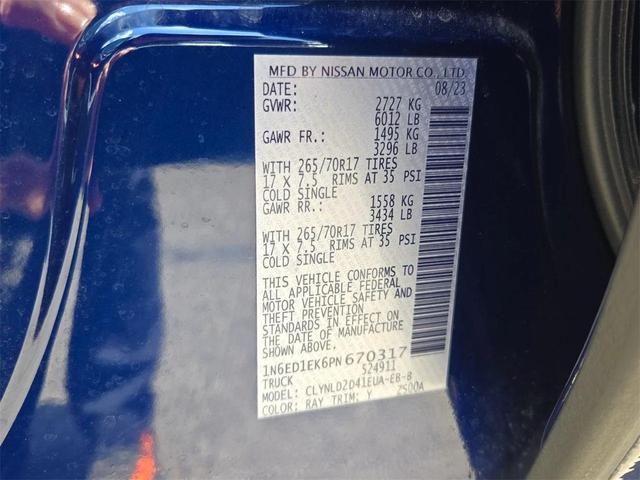 MFD BY NISSAN MOTOR CO., LTD.
DATE: 08/23
GVWR: 2727 KG
6012 LB
GAWR FR.: 1495 KG
3296 LB
WITH 265/70R17 TIRES
17 X 7.5 RIMS AT 35 PSI
COLD SINGLE
GAWR RR.: 1558 KG
3434 LB
WITH 265/70R17 TIRES
17 X 7.5 RIMS AT 35 PSI
COLD SINGLE
THIS VEHICLE CONFORMS TO
ALL APPLICABLE FEDERAL
MOTOR VEHICLE SAFETY AND
THEFT PREVENTION
STANDARDS IN EFFECT ON
THE DATE OF MANUFACTURE
SHOWN ABOVE.
1N6ED1EK6PN670317
TRUCK 524911
MODEL: CLYNLD2D41EUA-EB-B
COLOR: RAY TRIM: Y 2S00A